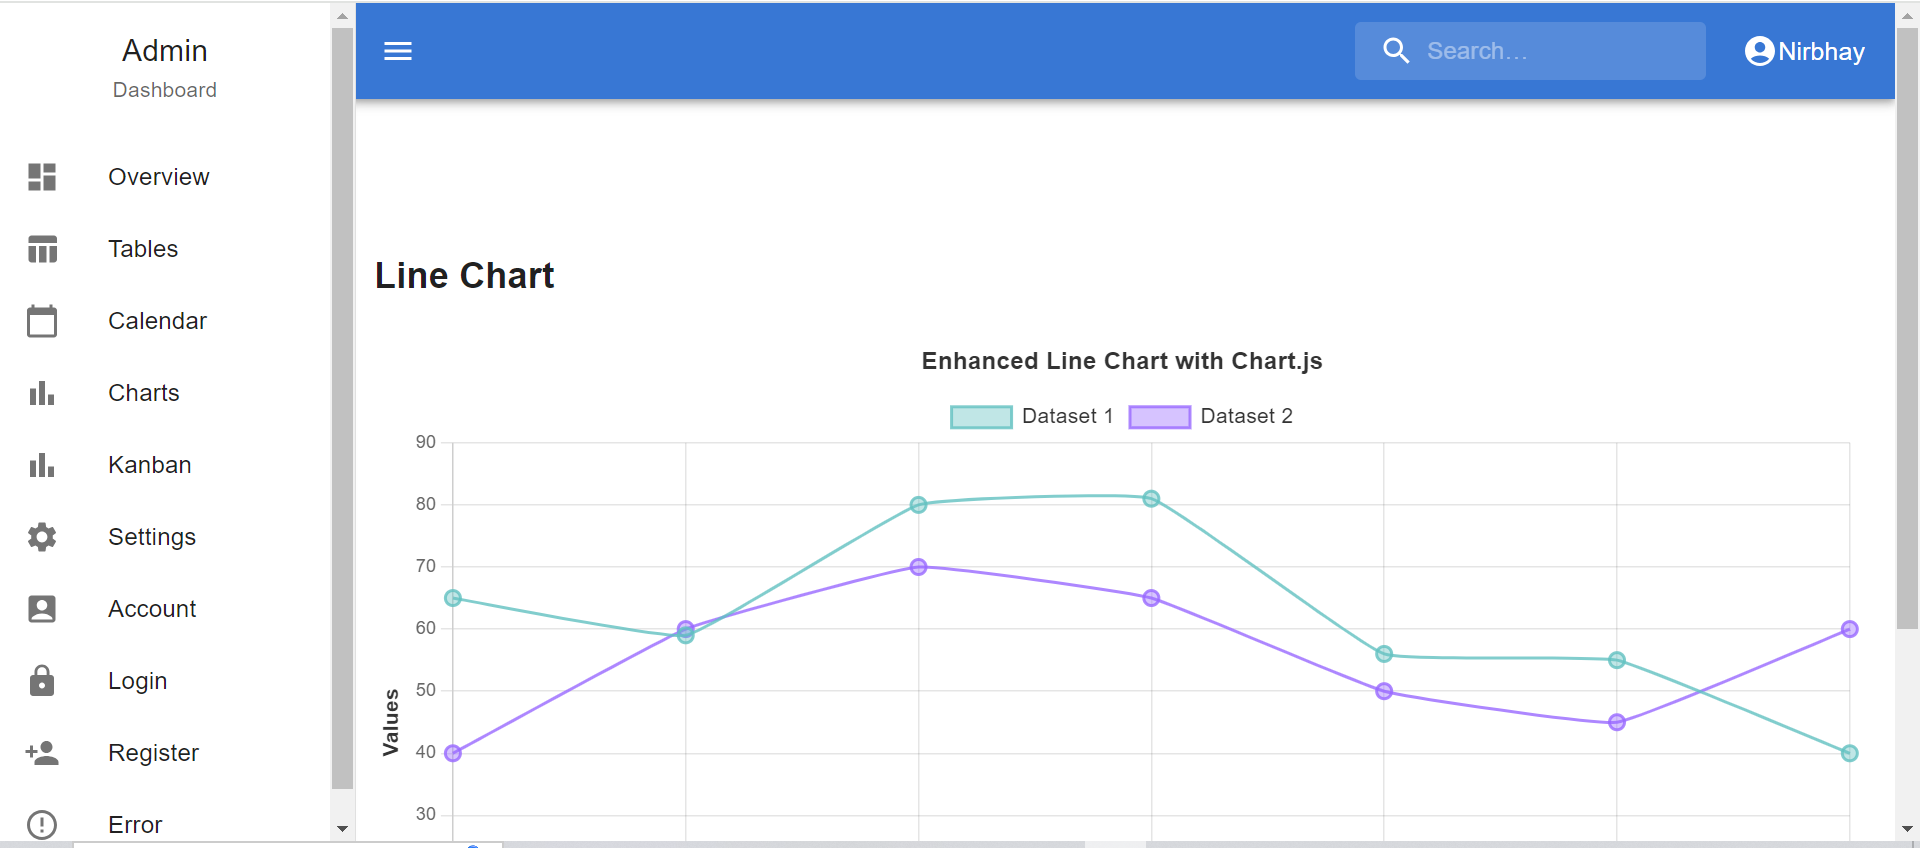 Admin
Dashboard
Overview
Tables
Calendar
Charts
Kanban
Settings
Account
Login
Register
Error
Search…
Nirbhay
Line Chart
Enhanced Line Chart with Chart.js
Dataset 1 Dataset 2
90
80
70
60
50
40
30
Values